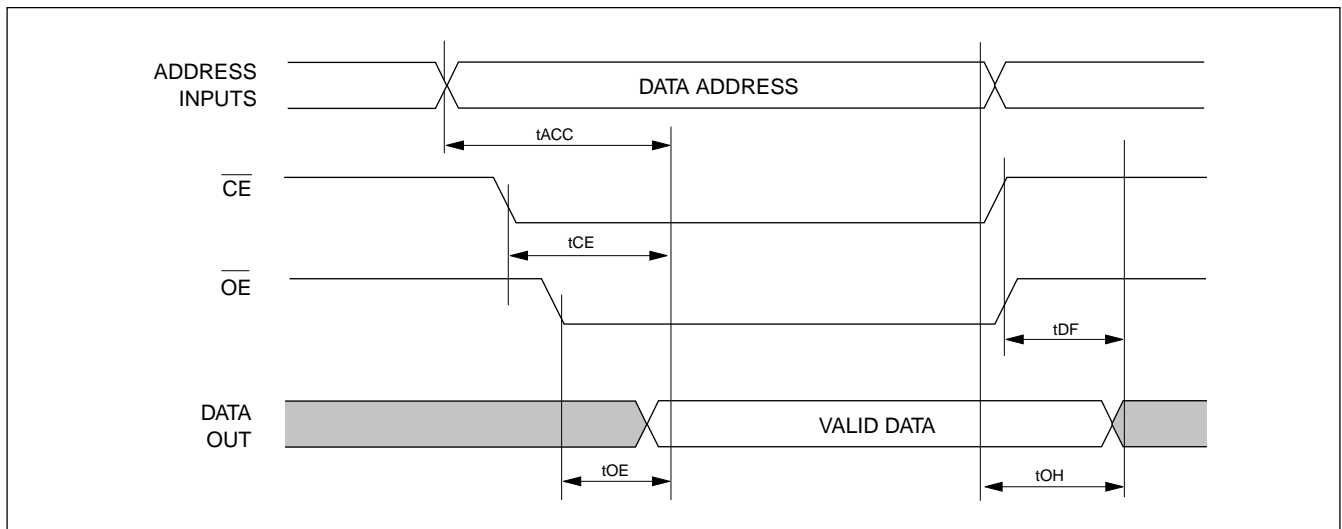 ADDRESS
INPUTS
DATA ADDRESS
tACC
CE
tCE
OE
tDF
DATA
OUT
VALID DATA
tOE
tOH